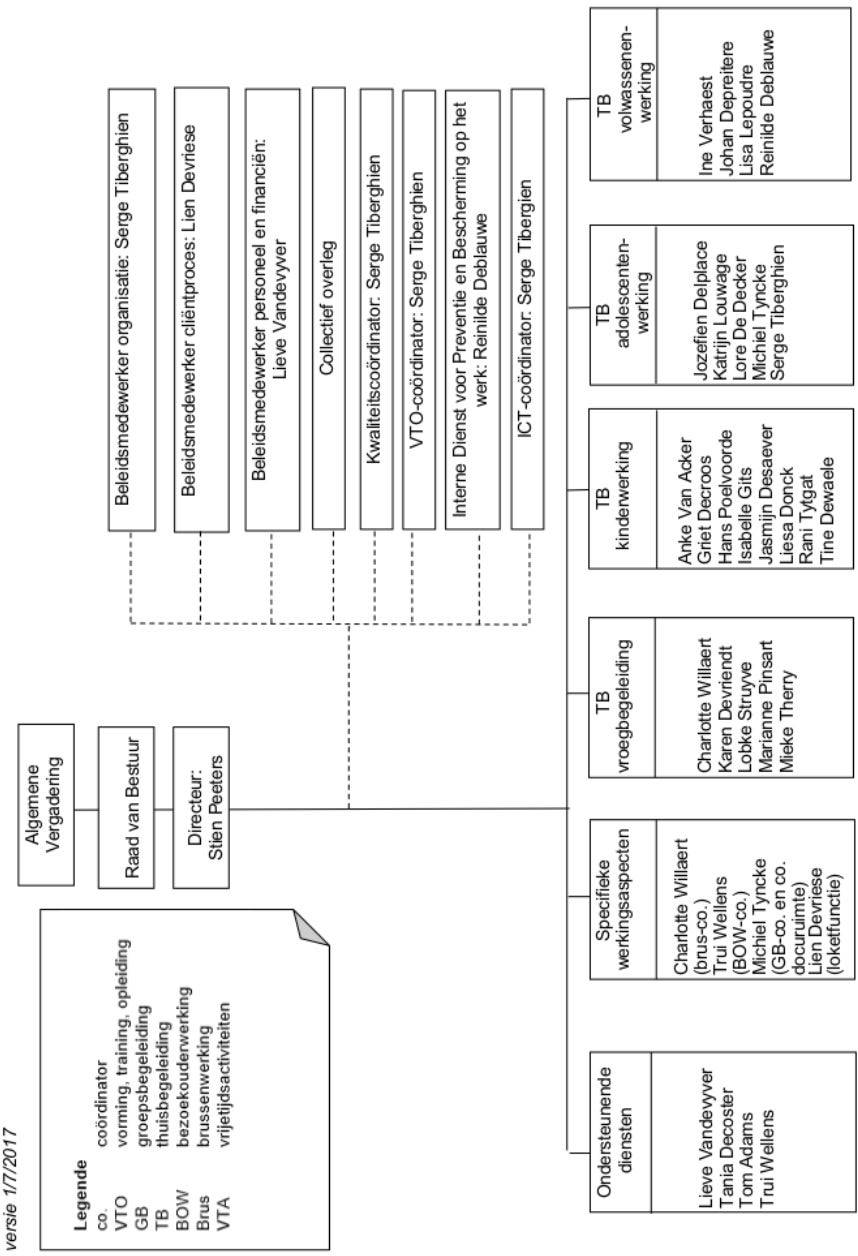 versie 1/7/2017
Legende
co. coördinator
VTO vorming, training, opleiding
GB groepsbegeleiding
TB thuisbegeleiding
BOW bezoekouderwerking
Brus brussenwerking
VTA vrijetijdsactiviteiten
Algemene
Vergadering
Raad van Bestuur
Directeur:
Stien Peeters
Beleidsmedewerker organisatie: Serge Tiberghien
Beleidsmedewerker cliëntproces: Lien Devriese
Beleidsmedewerker personeel en financiën:
Lieve Vandevyver
Collectief overleg
Kwaliteitscoördinator: Serge Tiberghien
VTO-coördinator: Serge Tiberghien
Interne Dienst voor Preventie en Bescherming op het
werk: Reinilde Deblauwe
ICT-coördinator: Serge Tibergien
Ondersteunende
diensten
Lieve Vandevyver
Tania Decoster
Tom Adams
Trui Wellens
Specifieke
werkingsaspecten
Charlotte Willaert
(brus-co.)
Trui Wellens
(BOW-co.)
Michiel Tyncke
(GB-co. en co.
docuruimte)
Lien Devriese
(loketfunctie)
TB
vroegbegeleiding
Charlotte Willaert
Karen Devriendt
Lobke Struyve
Marianne Pinsart
Mieke Therry
TB
kinderwerking
Anke Van Acker
Griet Decroos
Hans Poelvoorde
Isabelle Gits
Jasmijn Desaever
Liesa Donck
Rani Tytgat
Tine Dewaele
TB
adolescenten-
werking
Jozefien Delplace
Katrijn Louwage
Lore De Decker
Michiel Tyncke
Serge Tiberghien
TB
volwassenen-
werking
Ine Verhaest
Johan Depreitere
Lisa Lepoudre
Reinilde Deblauwe